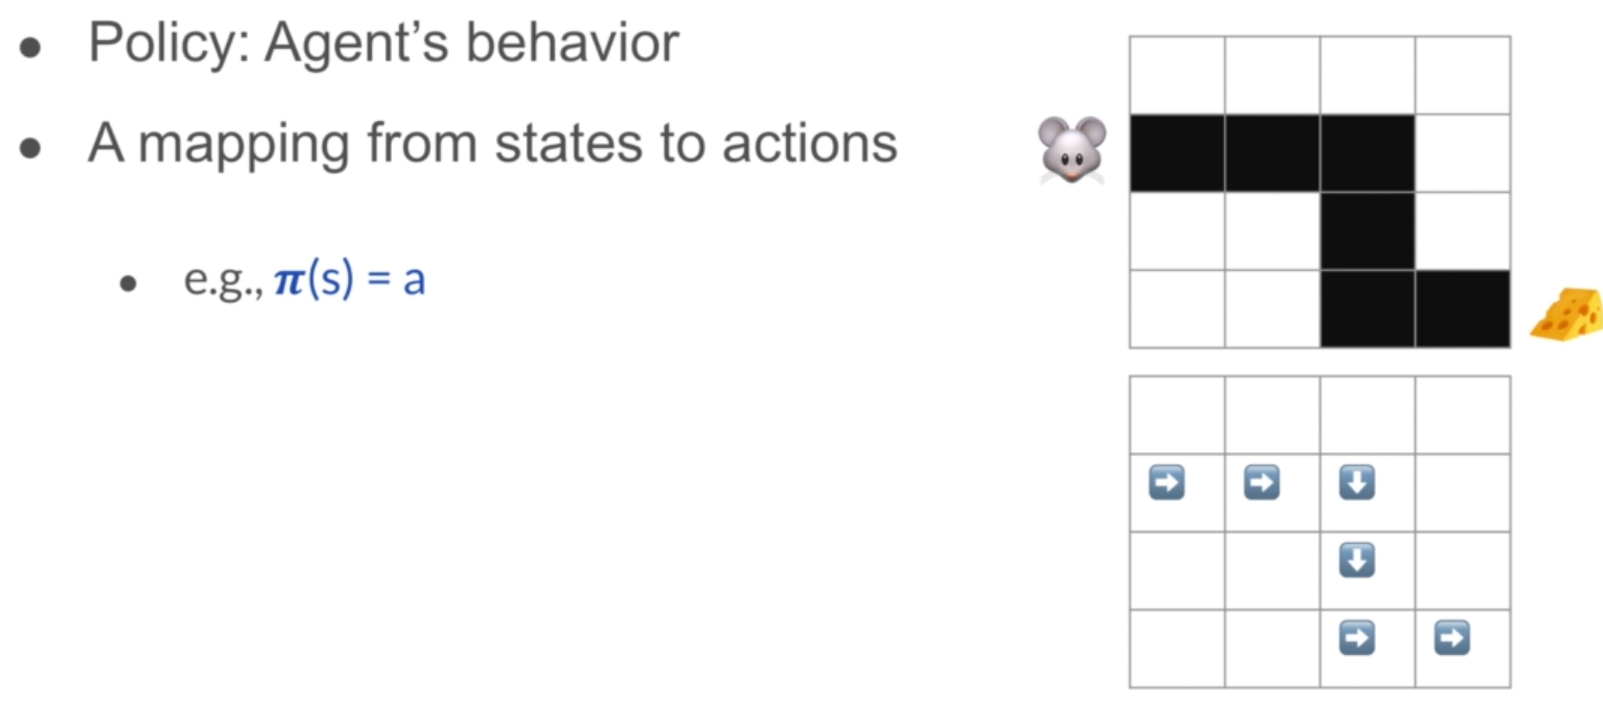 ● Policy: Agent’s behavior
● A mapping from states to actions
● e.g., π(s) = a